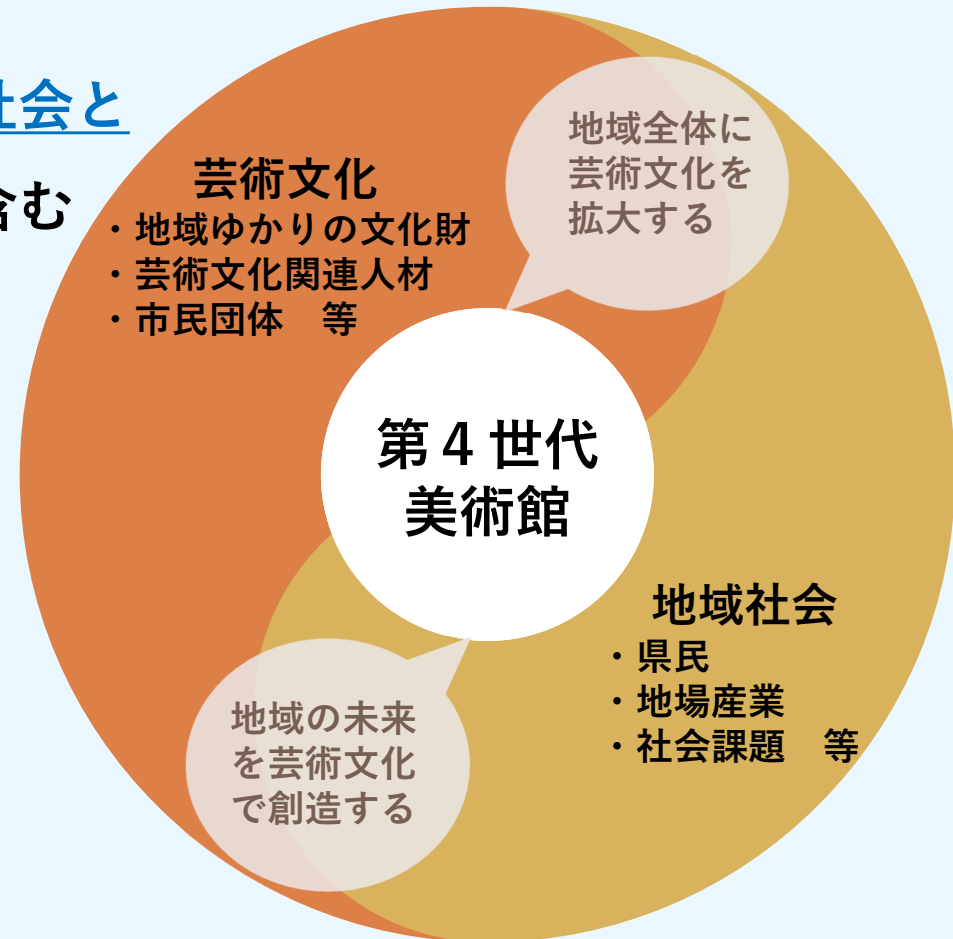 社会と
含む
芸術文化
・地域ゆかりの文化財
・芸術文化関連人材
・市民団体　等
地域全体に
芸術文化を
拡大する
第４世代
美術館
地域社会
・県民
・地場産業
・社会課題　等
地域の未来
を芸術文化
で創造する